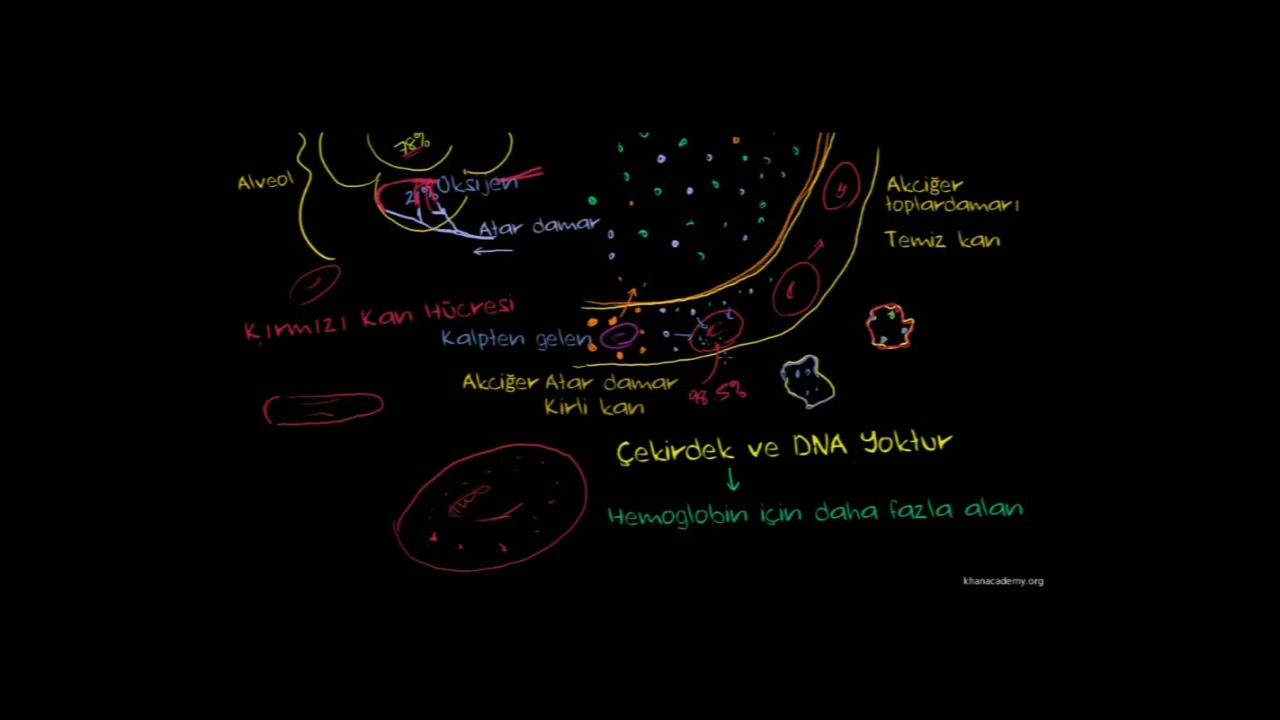 78%
Alveol
21% Oksijen
Akciğer
toplardamarı
Atar damar
Temiz kan
Kırmızı Kan Hücresi
Kalpten gelen
Akciğer Atar damar
Kirli kan
98.5%
Çekirdek ve DNA Yoktur
Hemoglobin için daha fazla alan
khanacademy.org